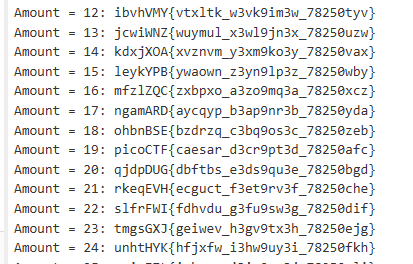 Amount = 12: ibvhVMY{vtxltk_w3vk9im3w_78250tyv}
Amount = 13: jcwiWNZ{wuymul_x3wl9jn3x_78250uzw}
Amount = 14: kdxjXOA{xvznvm_y3xm9ko3y_78250vax}
Amount = 15: leykYPB{ywaown_z3yn9lp3z_78250wby}
Amount = 16: mfzlZQC{zxbpxo_a3zo9mq3a_78250xcz}
Amount = 17: ngamARD{aycqyp_b3ap9nr3b_78250yda}
Amount = 18: ohbnBSE{bzdrzq_c3bq9os3c_78250zeb}
Amount = 19: picoCTF{caesar_d3cr9pt3d_78250afc}
Amount = 20: qjdpDUG{dbftbs_e3ds9qu3e_78250bgd}
Amount = 21: rkeqEVH{ecguct_f3et9rv3f_78250che}
Amount = 22: slfrFWI{fdhvdu_g3fu9sw3g_78250dif}
Amount = 23: tmgsGXJ{geiwev_h3gv9tx3h_78250ejg}
Amount = 24: unhtHYK{hfjxfw_i3hw9uy3i_78250fkh}